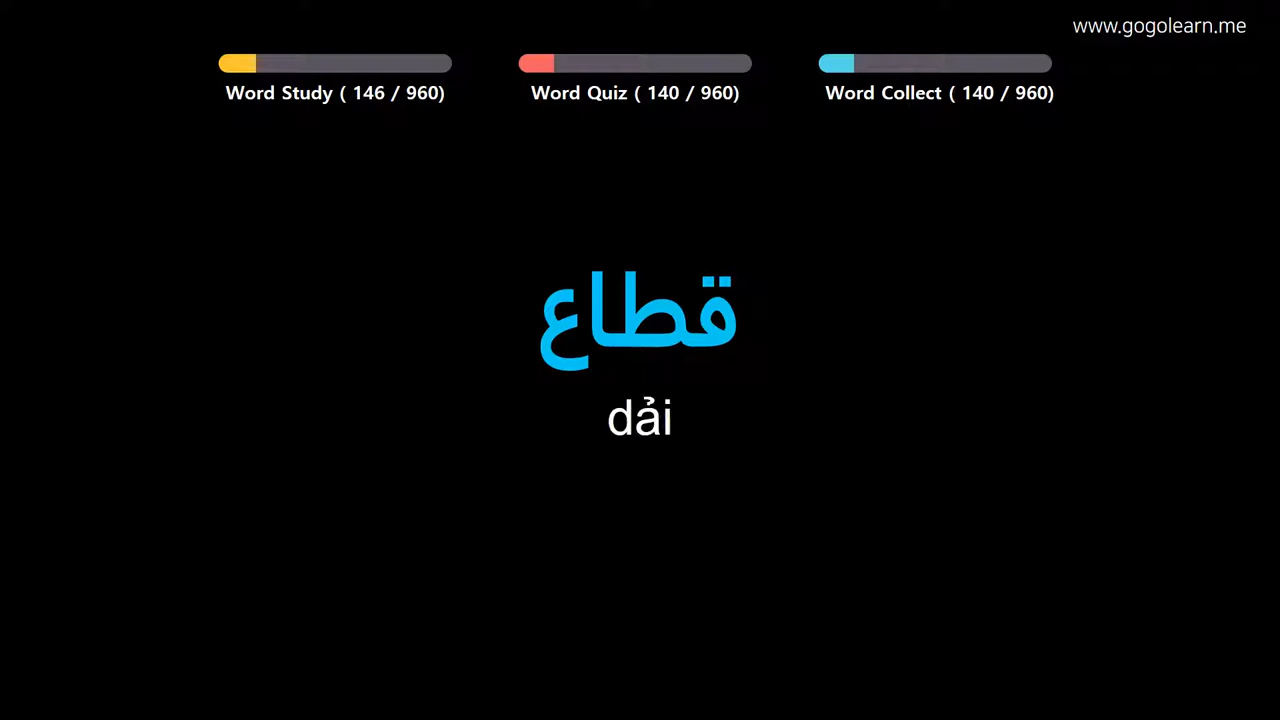 www.gogolearn.me
Word Study ( 146 / 960)
Word Quiz ( 140 / 960)
Word Collect ( 140 / 960)
قطاع
dải